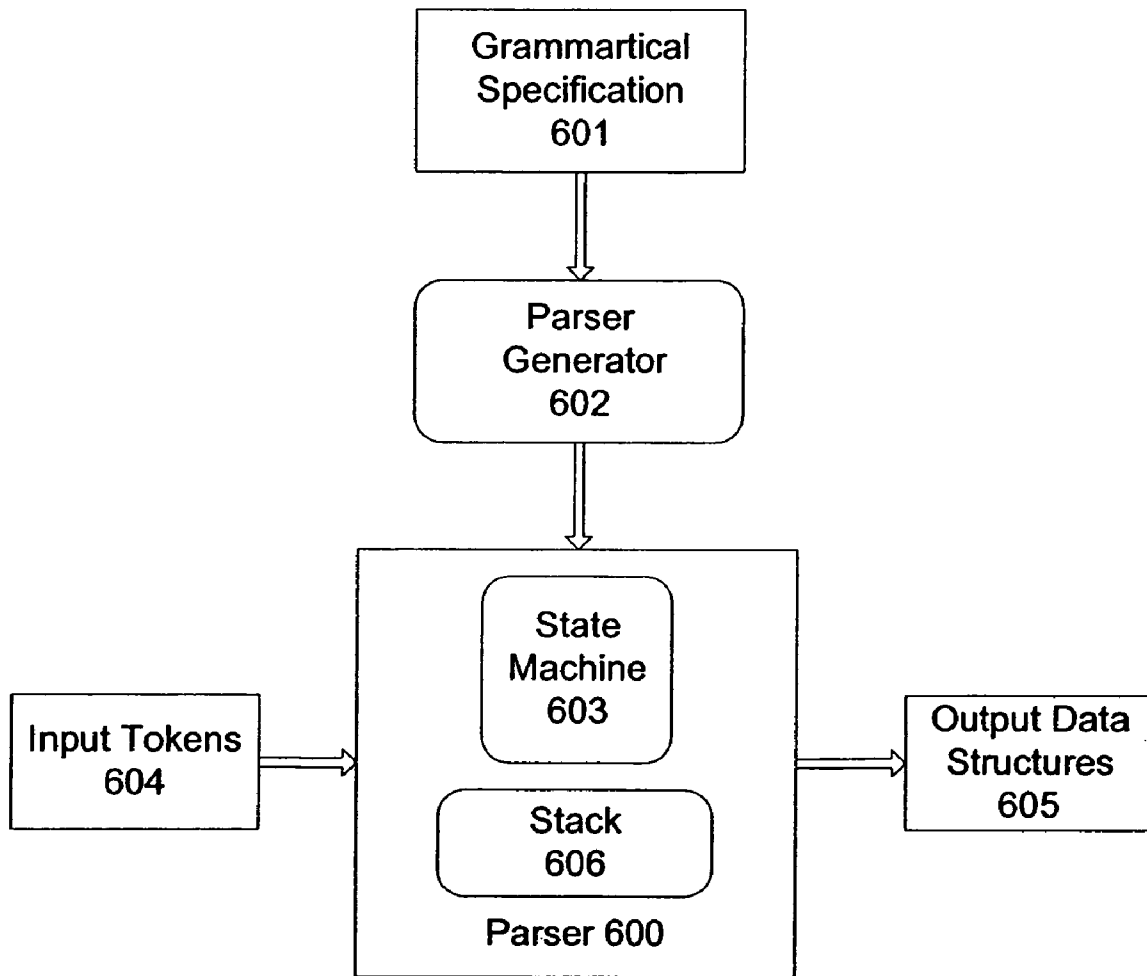 Grammartical
Specification
601
Parser
Generator
602
State
Machine
603
Input Tokens
604
Output Data
Structures
605
Stack
606
Parser 600